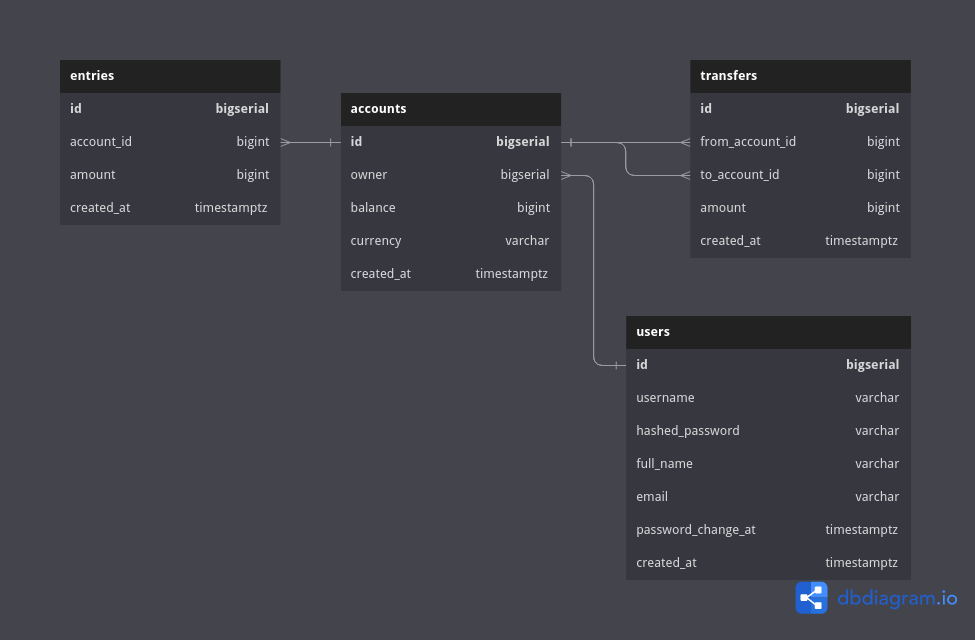 entries
id bigserial
account_id bigint
amount bigint
created_at timestamptz
accounts
id bigserial
owner bigserial
balance bigint
currency varchar
created_at timestamptz
transfers
id bigserial
from_account_id bigint
to_account_id bigint
amount bigint
created_at timestamptz
users
id bigserial
username varchar
hashed_password varchar
full_name varchar
email varchar
password_change_at timestamptz
created_at timestamptz
dbdiagram.io